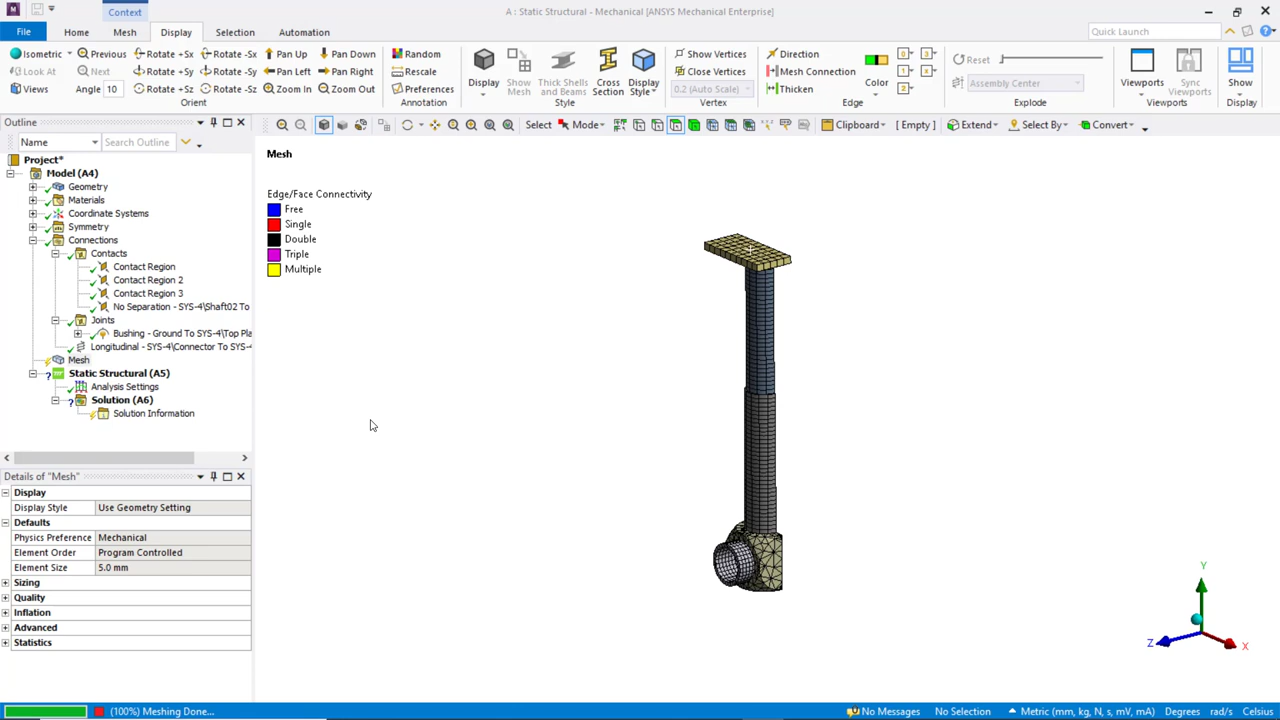 Context
A : Static Structural - Mechanical [ANSYS Mechanical Enterprise]
File Home Mesh Display Selection Automation Quick Launch
Isometric Previous Rotate +Sx Rotate -Sx Pan Up Pan Down Random Show Vertices Direction 0 3 Reset
Look At Next Rotate +Sy Rotate -Sy Pan Left Pan Right Rescale Close Vertices Mesh Connection 1 x Assembly Center
Views Angle 10 Rotate +Sz Rotate -Sz Zoom In Zoom Out Preferences 0.2 (Auto Scale) Thicken 2
Display Show Mesh Thick Shells and Beams Cross Section Display Style Color Viewports Sync Viewports Show
Orient Annotation Style Vertex Edge Explode Viewports Display
Outline
Select Mode Clipboard [ Empty ] Extend Select By Convert
Name Search Outline
Project*
Model (A4)
Geometry
Materials
Coordinate Systems
Symmetry
Connections
Contacts
Contact Region
Contact Region 2
Contact Region 3
No Separation - SYS-4\Shaft02 To
Joints
Bushing - Ground To SYS-4\Top Pla
Longitudinal - SYS-4\Connector To SYS-4
Mesh
Static Structural (A5)
Analysis Settings
Solution (A6)
Solution Information
Details of "Mesh"
Display
Display Style Use Geometry Setting
Defaults
Physics Preference Mechanical
Element Order Program Controlled
Element Size 5.0 mm
Sizing
Quality
Inflation
Advanced
Statistics
Mesh
Edge/Face Connectivity
Free
Single
Double
Triple
Multiple
Y
Z
X
(100%) Meshing Done... No Messages No Selection Metric (mm, kg, N, s, mV, mA) Degrees rad/s Celsius